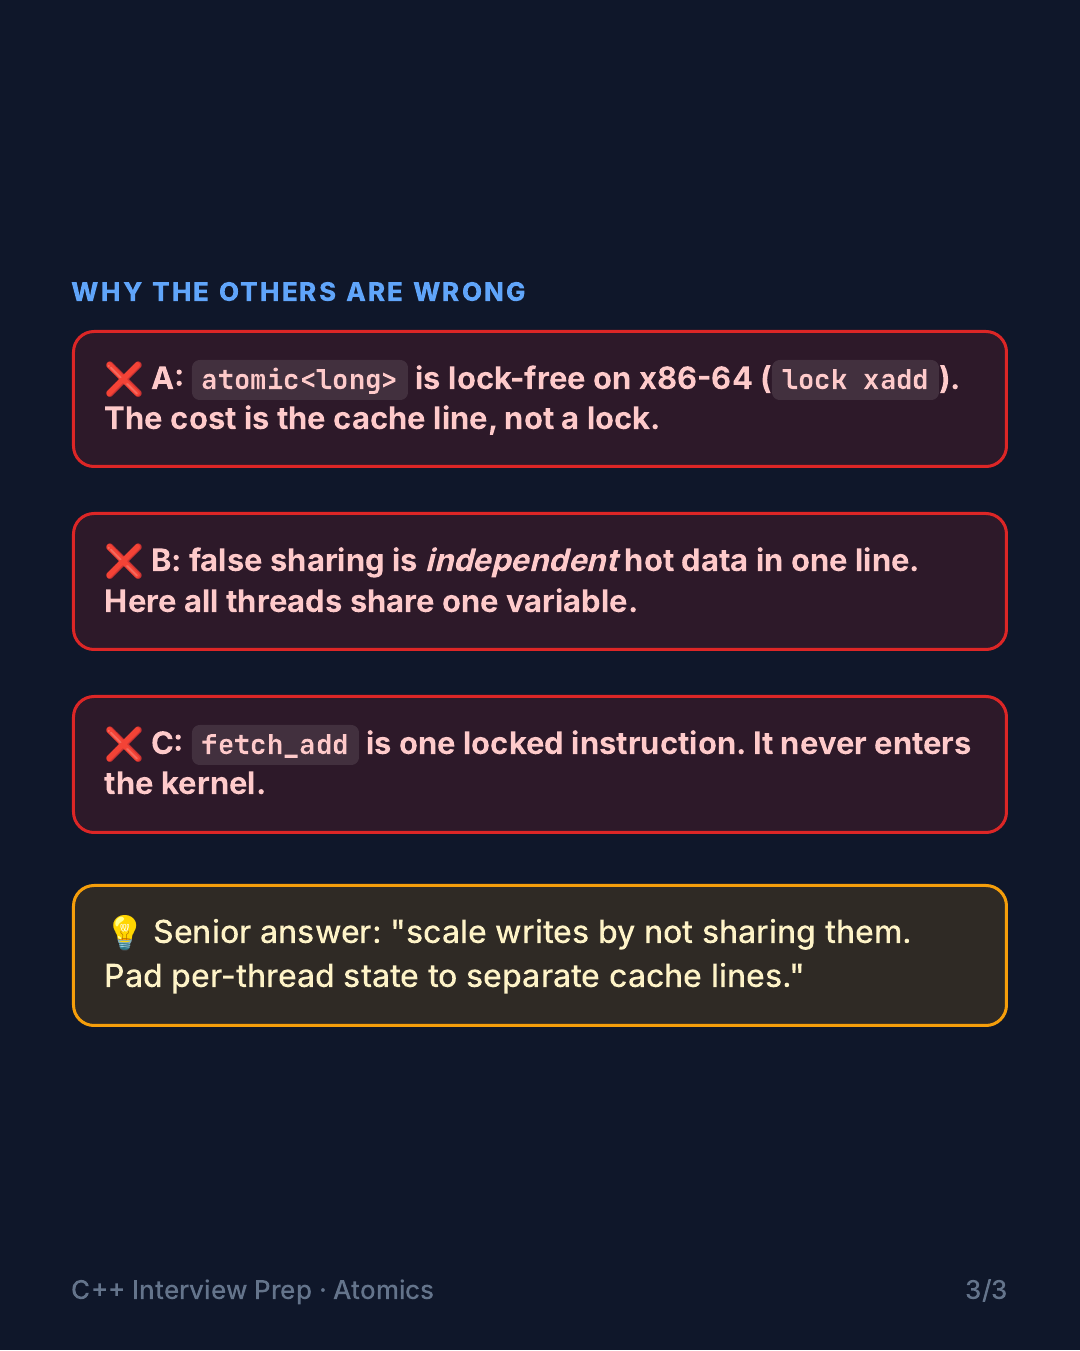 WHY THE OTHERS ARE WRONG
❌ A: atomic<long> is lock-free on x86-64 (lock xadd).
The cost is the cache line, not a lock.
❌ B: false sharing is independent hot data in one line.
Here all threads share one variable.
❌ C: fetch_add is one locked instruction. It never enters
the kernel.
💡 Senior answer: "scale writes by not sharing them.
Pad per-thread state to separate cache lines."
C++ Interview Prep · Atomics
3/3